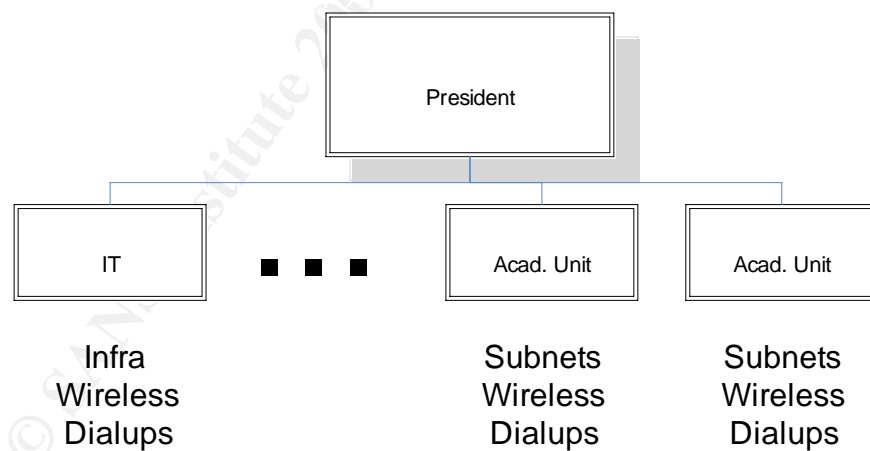 President
IT
Acad. Unit
Acad. Unit
Infra
Wireless
Dialups
Subnets
Wireless
Dialups
Subnets
Wireless
Dialups